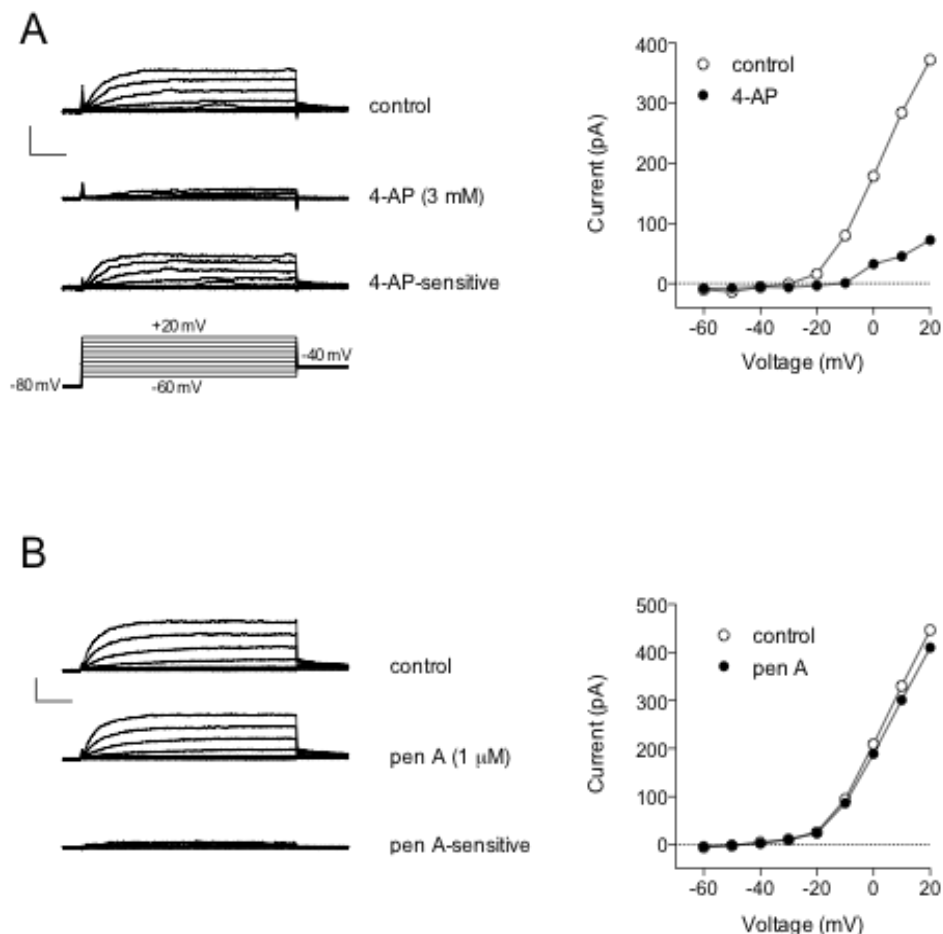 A
control
4-AP (3 mM)
4-AP-sensitive
+20 mV
-40 mV
-80 mV
-60 mV
400
300
200
100
0
Current (pA)
control
4-AP
-60
-40
-20
0
20
Voltage (mV)
B
control
pen A (1 μM)
pen A-sensitive
500
400
300
200
100
0
Current (pA)
control
pen A
-60
-40
-20
0
20
Voltage (mV)